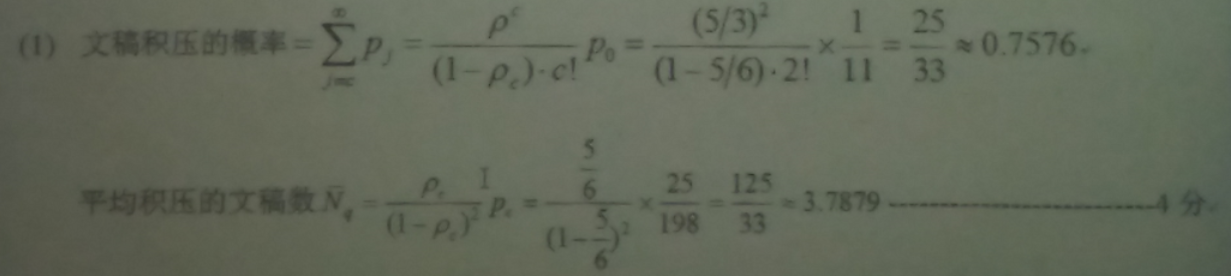 (1) 文稿积压的概率 = ∑_{j=c}^{∞} p_j = ρ^c / ((1-ρ_c)·c!) p_0 = (5/3)^2 / ((1-5/6)·2!) × 1/11 = 25/33 ≈ 0.7576
平均积压的文稿数 N̄_q = ρ_c / (1-ρ_c)^2 p_c = (5/6) / (1-5/6)^2 × 25/198 = 125/33 ≈ 3.7879 ------------------------------4 分